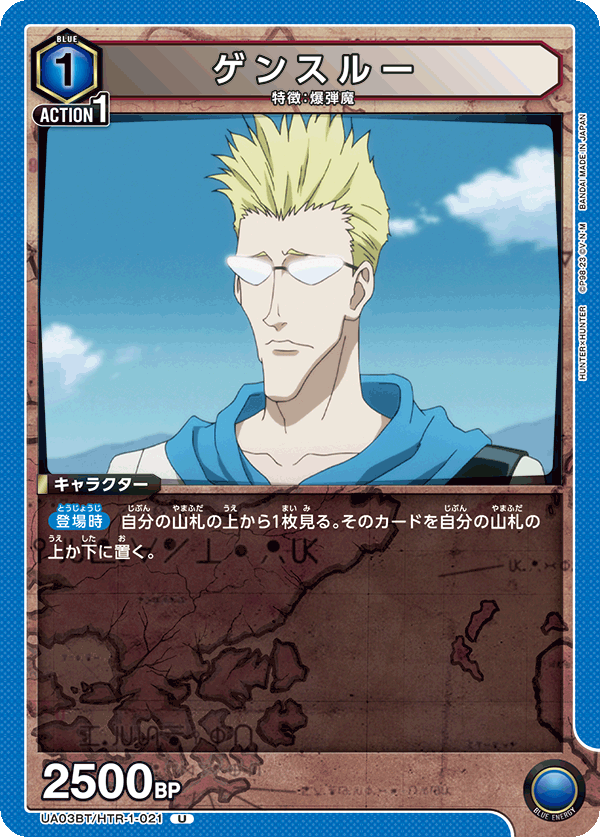 BLUE
1
ACTION 1
ゲンスルー
特徴:爆弾魔
HUNTER×HUNTER ©P98-23 ©V・N・M BANDAI MADE IN JAPAN
キャラクター
登場時 自分の山札の上から1枚見る。そのカードを自分の山札の
上か下に置く。
2500BP
UA03BT/HTR-1-021 U
BLUE ENERGY